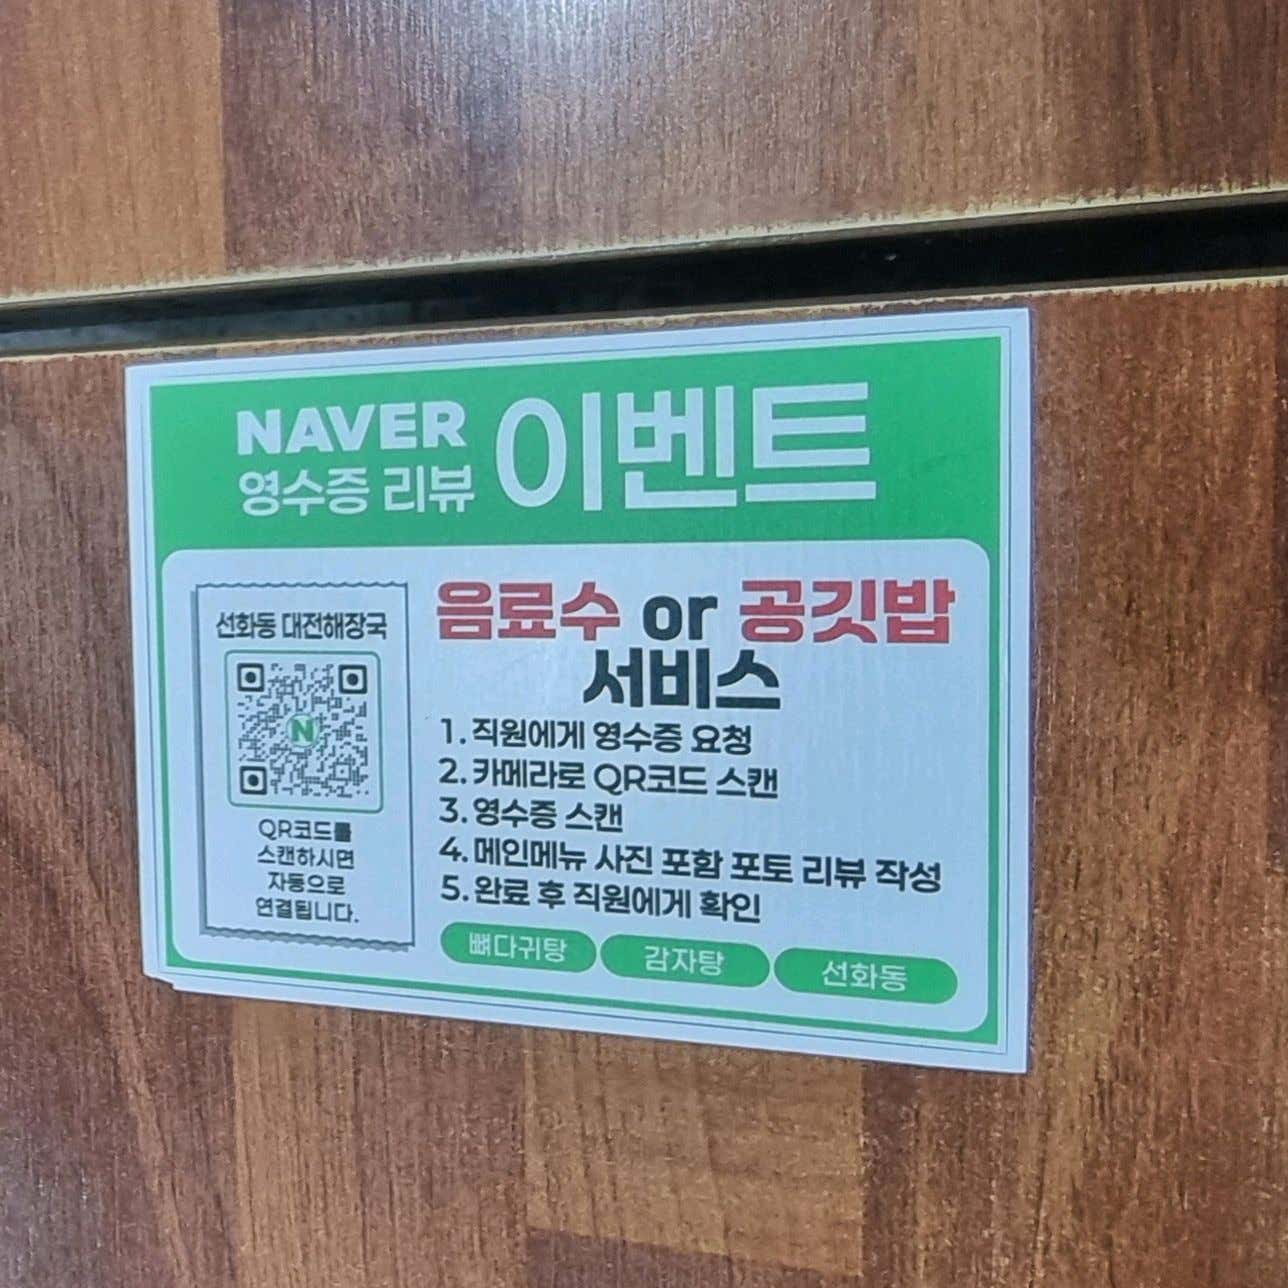 NAVER
영수증 리뷰
이벤트
선화동 대전해장국
N
QR코드를
스캔하시면
자동으로
연결됩니다.
음료수 or 공깃밥
서비스
1. 직원에게 영수증 요청
2. 카메라로 QR코드 스캔
3. 영수증 스캔
4. 메인메뉴 사진 포함 포토 리뷰 작성
5. 완료 후 직원에게 확인
뼈다귀탕
감자탕
선화동